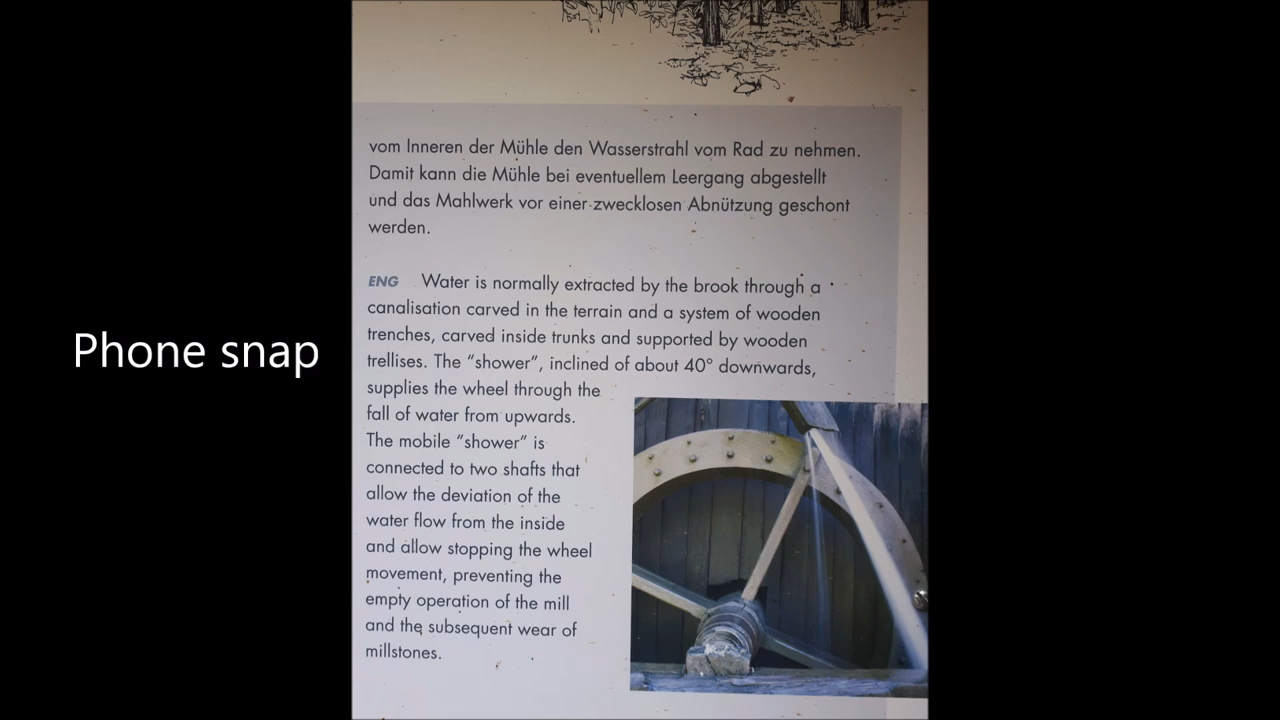 Phone snap
vom Inneren der Mühle den Wasserstrahl vom Rad zu nehmen.
Damit kann die Mühle bei eventuellem Leergang abgestellt
und das Mahlwerk vor einer zwecklosen Abnützung geschont
werden.
ENG Water is normally extracted by the brook through a
canalisation carved in the terrain and a system of wooden
trenches, carved inside trunks and supported by wooden
trellises. The “shower”, inclined of about 40° downwards,
supplies the wheel through the
fall of water from upwards.
The mobile “shower” is
connected to two shafts that
allow the deviation of the
water flow from the inside
and allow stopping the wheel
movement, preventing the
empty operation of the mill
and the subsequent wear of
millstones.